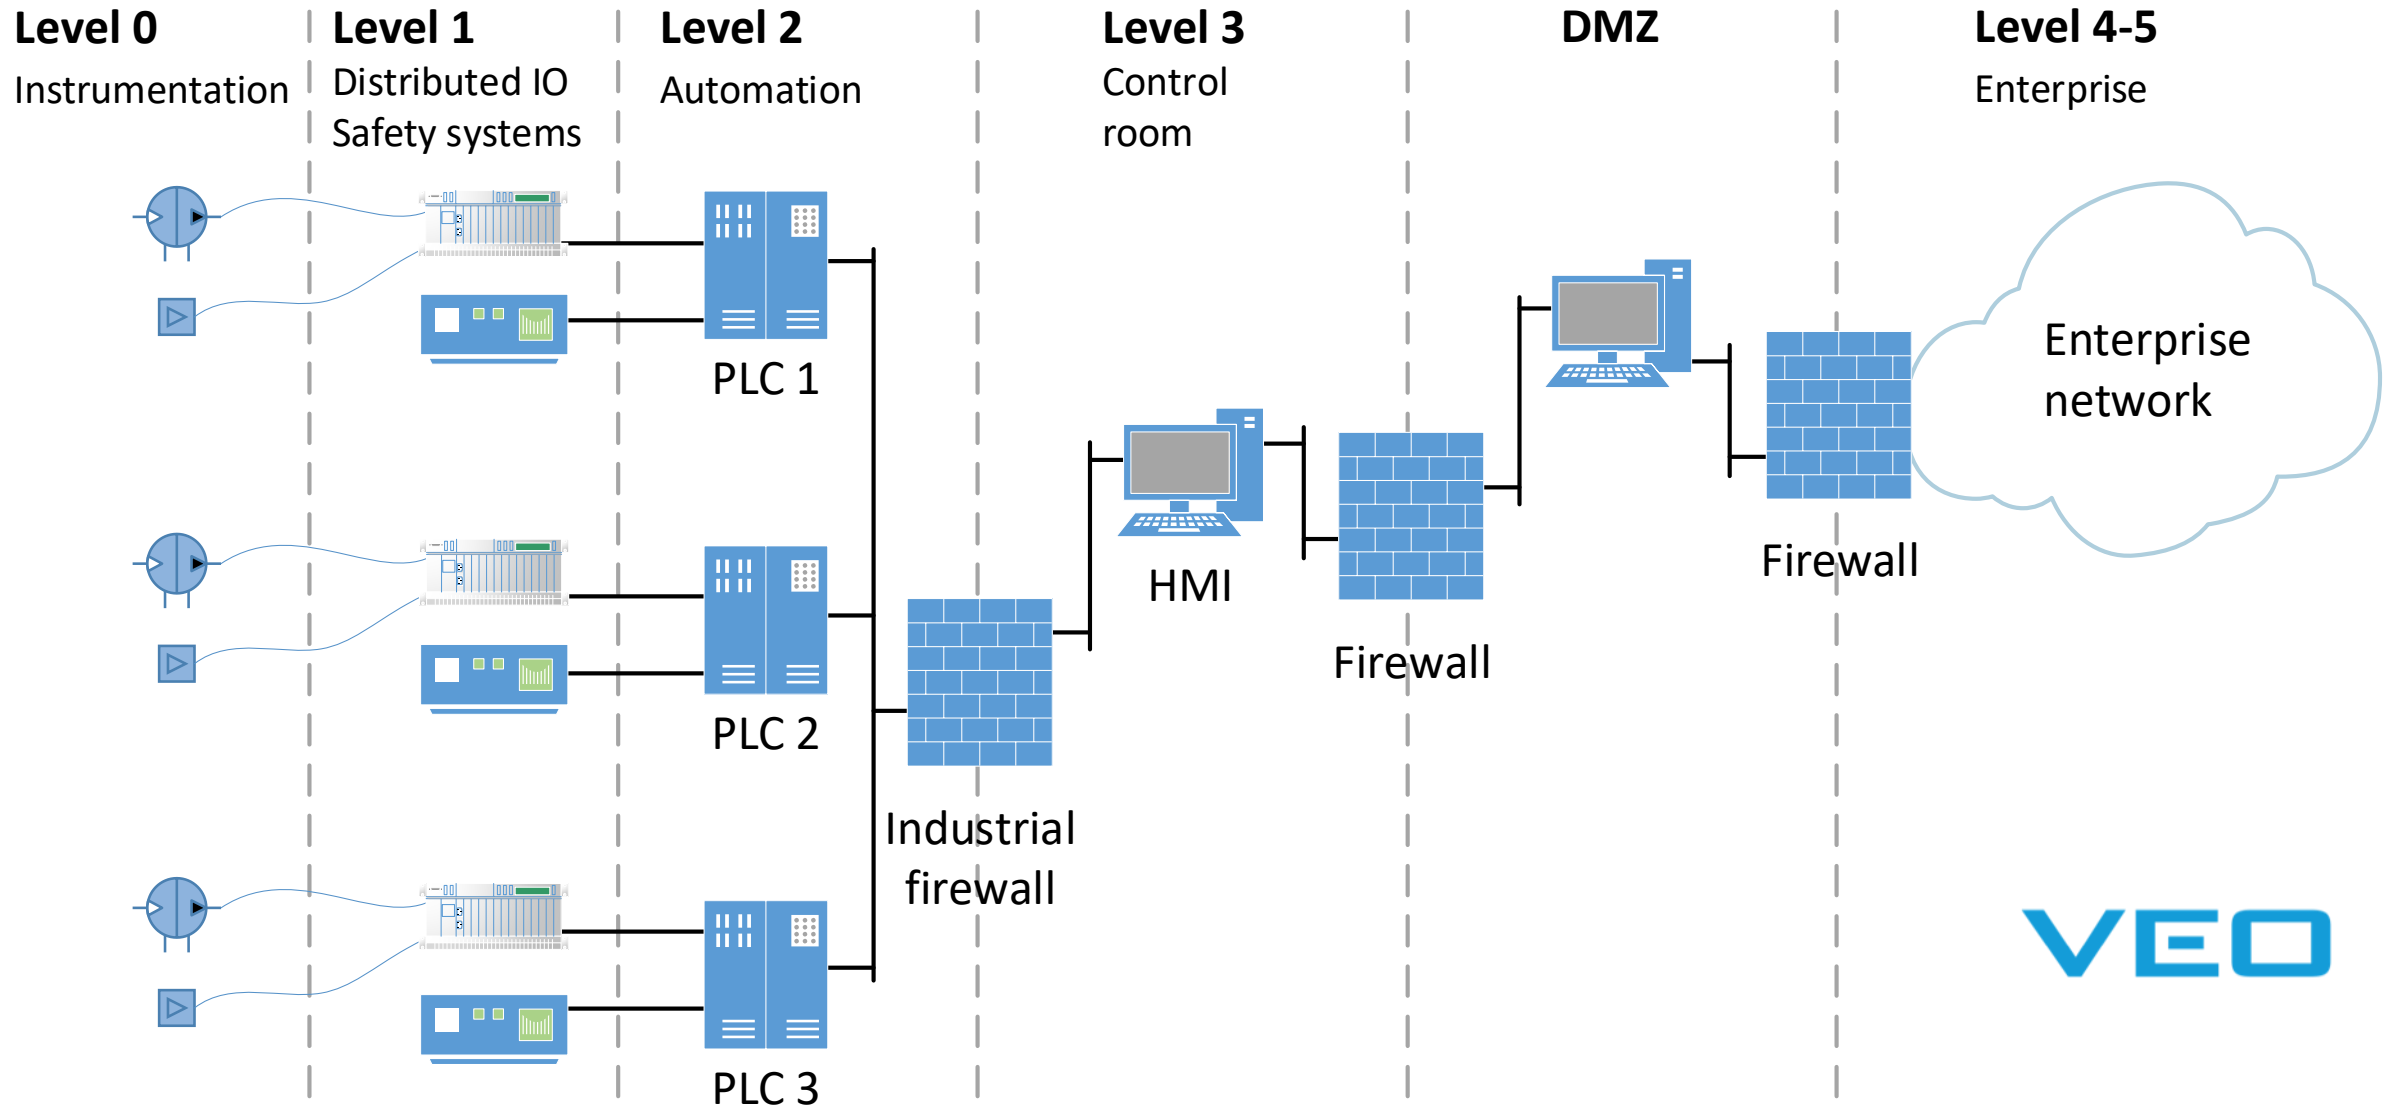 Level 0
Instrumentation
Level 1
Distributed IO
Safety systems
Level 2
Automation
Level 3
Control
room
DMZ
Level 4-5
Enterprise
PLC 1
PLC 2
PLC 3
Industrial
firewall
HMI
Firewall
Firewall
Enterprise
network
VEO